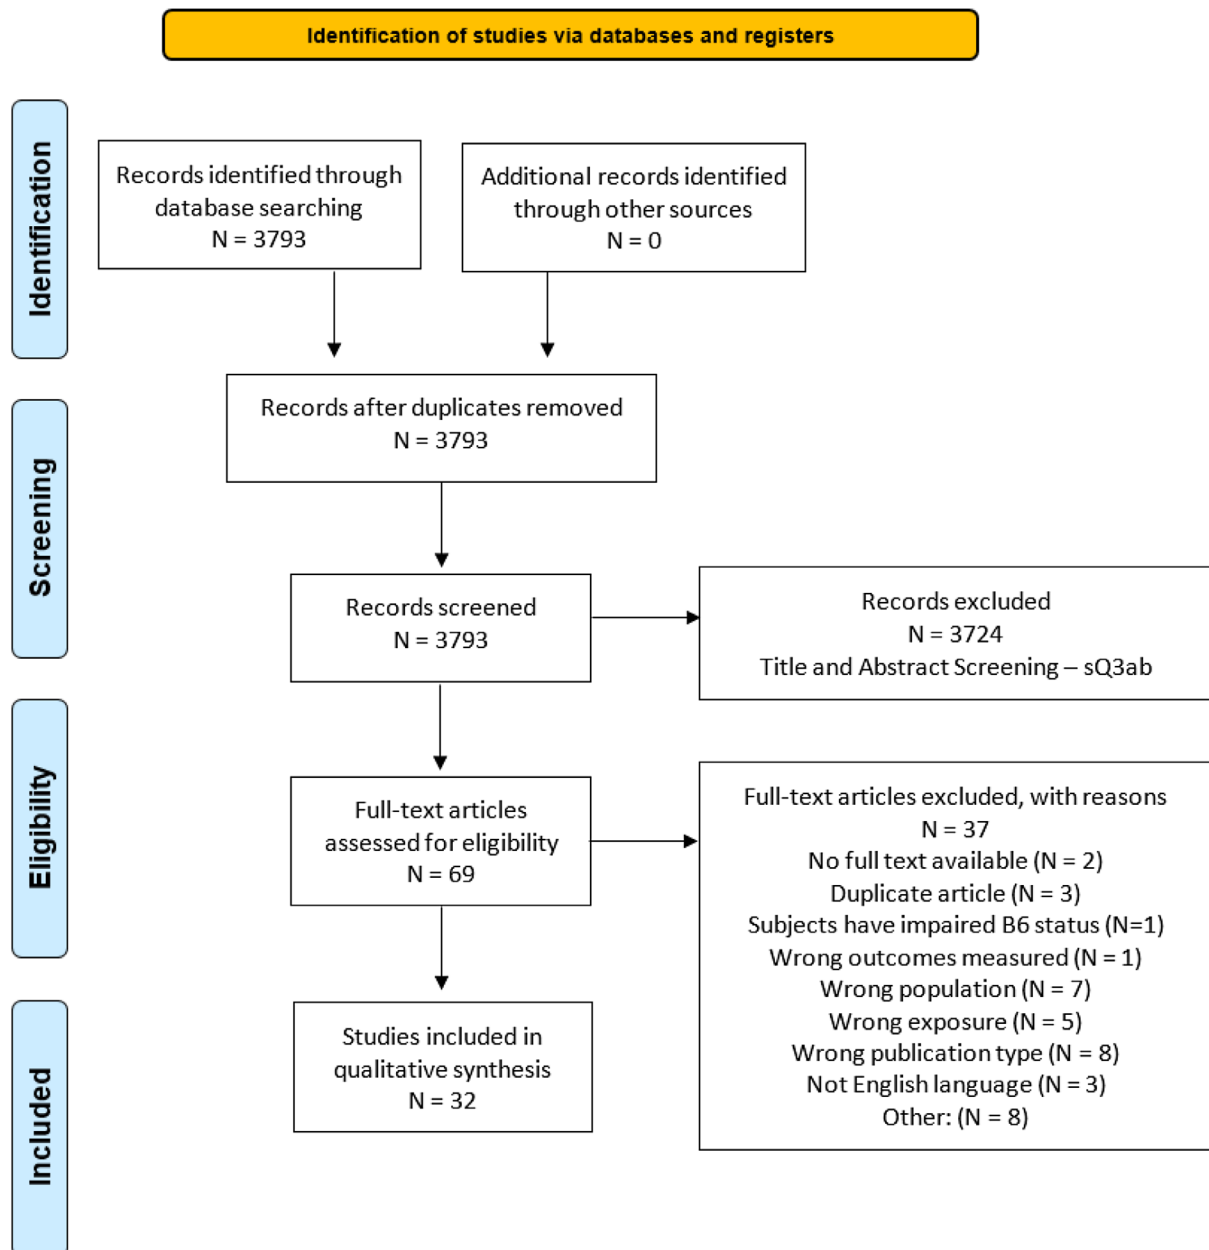 Identification of studies via databases and registers
Identification
Records identified through
database searching
N = 3793
Additional records identified
through other sources
N = 0
Records after duplicates removed
N = 3793
Screening
Records screened
N = 3793
Records excluded
N = 3724
Title and Abstract Screening – sQ3ab
Eligibility
Full-text articles
assessed for eligibility
N = 69
Full-text articles excluded, with reasons
N = 37
No full text available (N = 2)
Duplicate article (N = 3)
Subjects have impaired B6 status (N=1)
Wrong outcomes measured (N = 1)
Wrong population (N = 7)
Wrong exposure (N = 5)
Wrong publication type (N = 8)
Not English language (N = 3)
Other: (N = 8)
Included
Studies included in
qualitative synthesis
N = 32